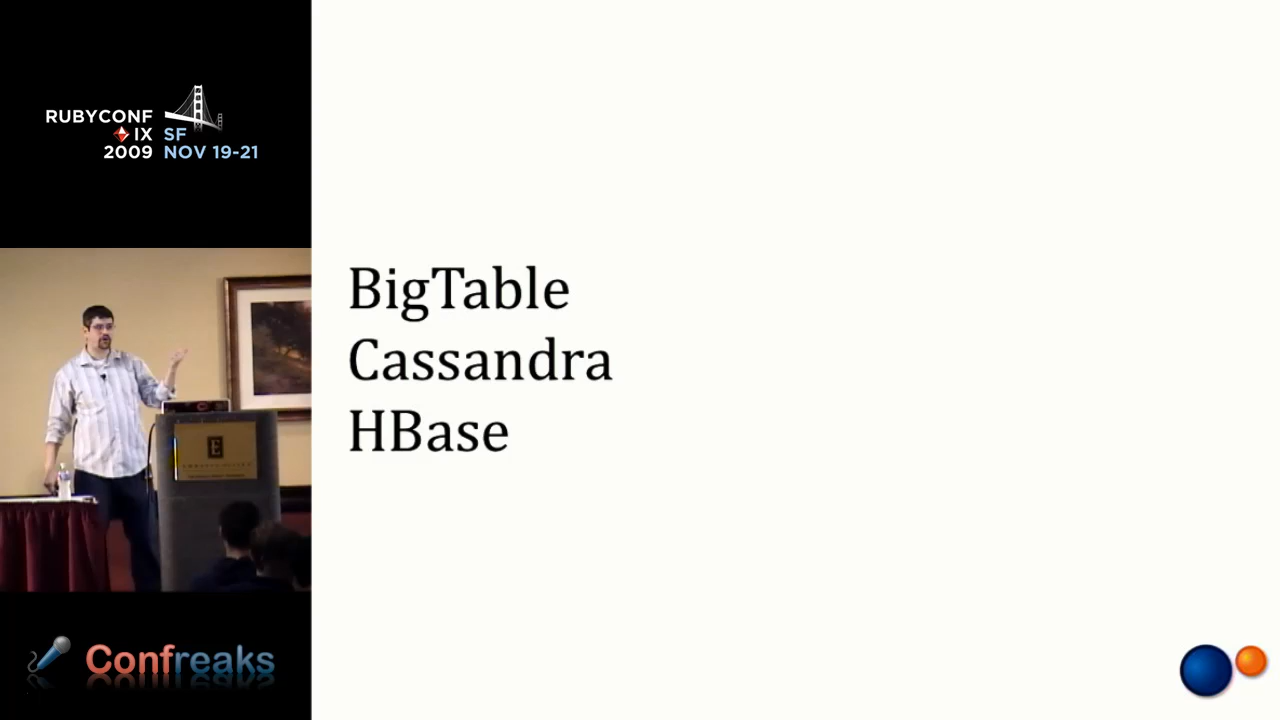 RUBYCONF
IX SF
2009 NOV 19-21
BigTable
Cassandra
HBase
E
Confreaks